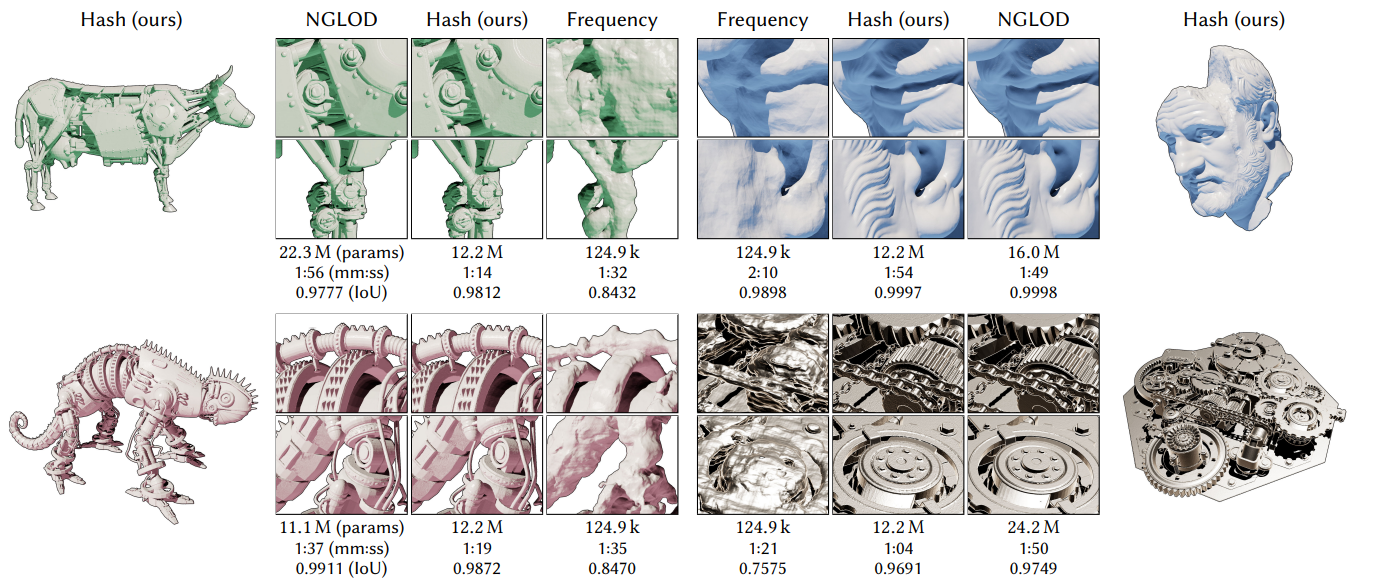 Hash (ours) NGLOD Hash (ours) Frequency Frequency Hash (ours) NGLOD Hash (ours)
22.3 M (params) 12.2 M 124.9 k 124.9 k 12.2 M 16.0 M
1:56 (mm:ss) 1:14 1:32 2:10 1:54 1:49
0.9777 (IoU) 0.9812 0.8432 0.9898 0.9997 0.9998
11.1 M (params) 12.2 M 124.9 k 124.9 k 12.2 M 24.2 M
1:37 (mm:ss) 1:19 1:35 1:21 1:04 1:50
0.9911 (IoU) 0.9872 0.8470 0.7575 0.9691 0.9749